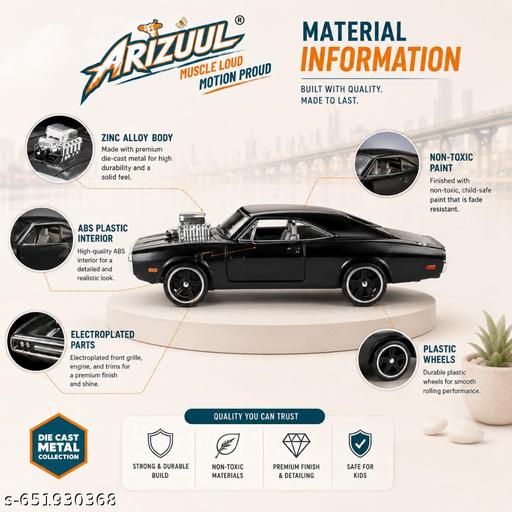 ARIZUUL®
MUSCLE LOUD
MOTION PROUD
MATERIAL
INFORMATION
BUILT WITH QUALITY.
MADE TO LAST.
ZINC ALLOY BODY
Made with premium
die-cast metal for high
durability and a
solid feel.
NON-TOXIC
PAINT
Finished with
non-toxic, child-safe
paint that is fade
resistant.
ABS PLASTIC
INTERIOR
High-quality ABS
interior for a
detailed and
realistic look.
ELECTROPLATED
PARTS
Electroplated front grille,
engine, and trims for
a premium finish
and shine.
PLASTIC
WHEELS
Durable plastic
wheels for smooth
rolling performance.
QUALITY YOU CAN TRUST
DIE CAST
METAL
COLLECTION
STRONG & DURABLE
BUILD
NON-TOXIC
MATERIALS
PREMIUM FINISH
& DETAILING
SAFE FOR
KIDS
s-651930368